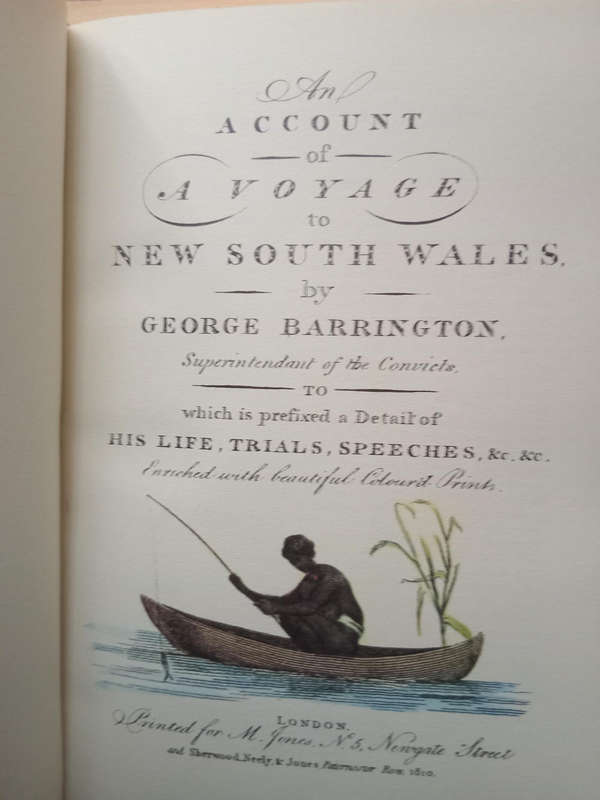 An
ACCOUNT
of
A VOYAGE
to
NEW SOUTH WALES,
by
GEORGE BARRINGTON,
Superintendant of the Convicts,
TO
which is prefixed a Detail of
HIS LIFE, TRIALS, SPEECHES, &c. &c.
Enriched with beautiful Colour'd Prints.
LONDON.
Printed for M. Jones, No. 5, Newgate Street
and Sherwood, Neely, & Jones Paternoster Row. 1810.